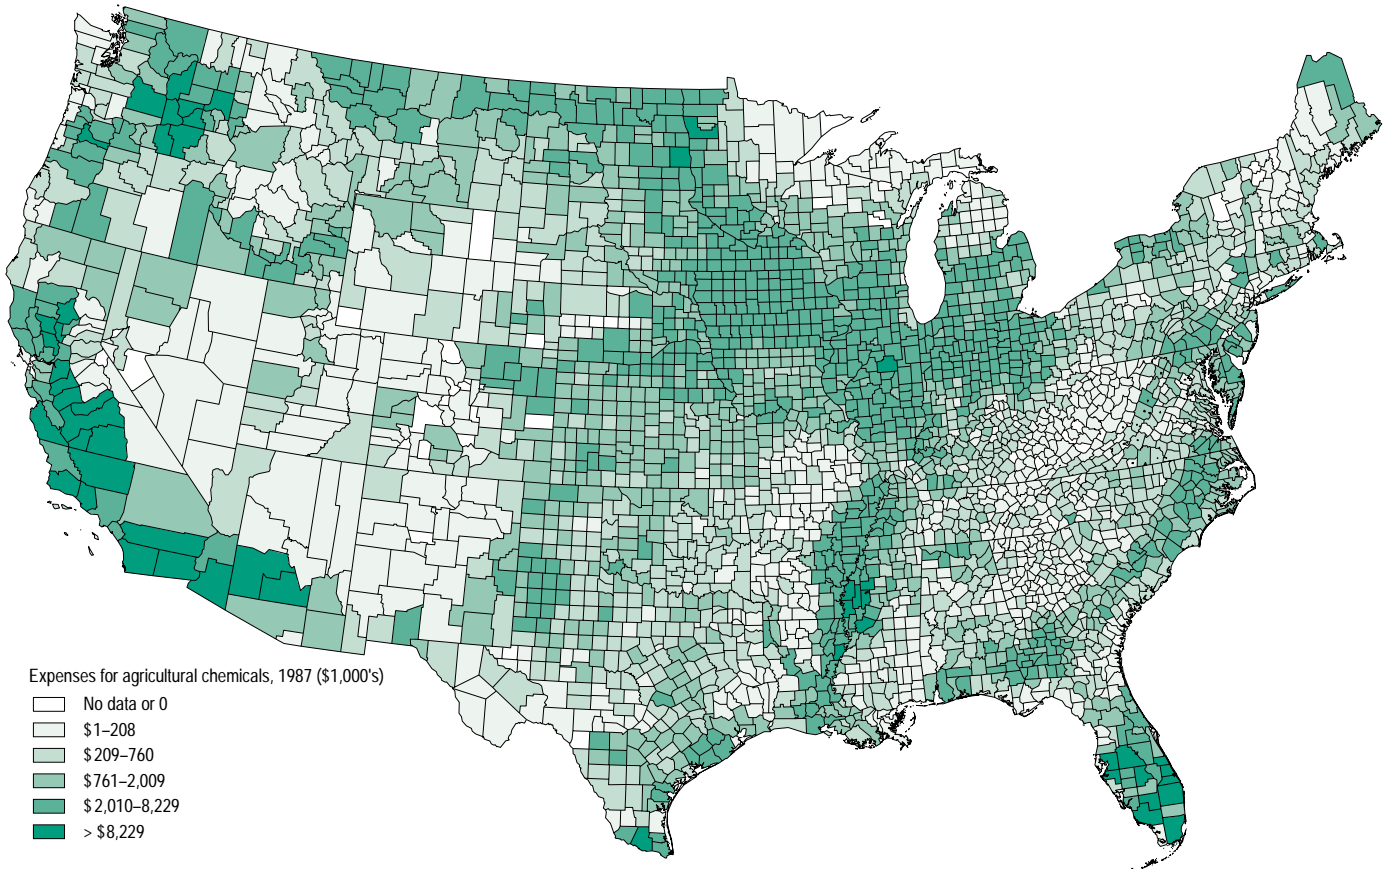 Expenses for agricultural chemicals, 1987 ($1,000's)
No data or 0
$1–208
$209–760
$761–2,009
$2,010–8,229
> $8,229